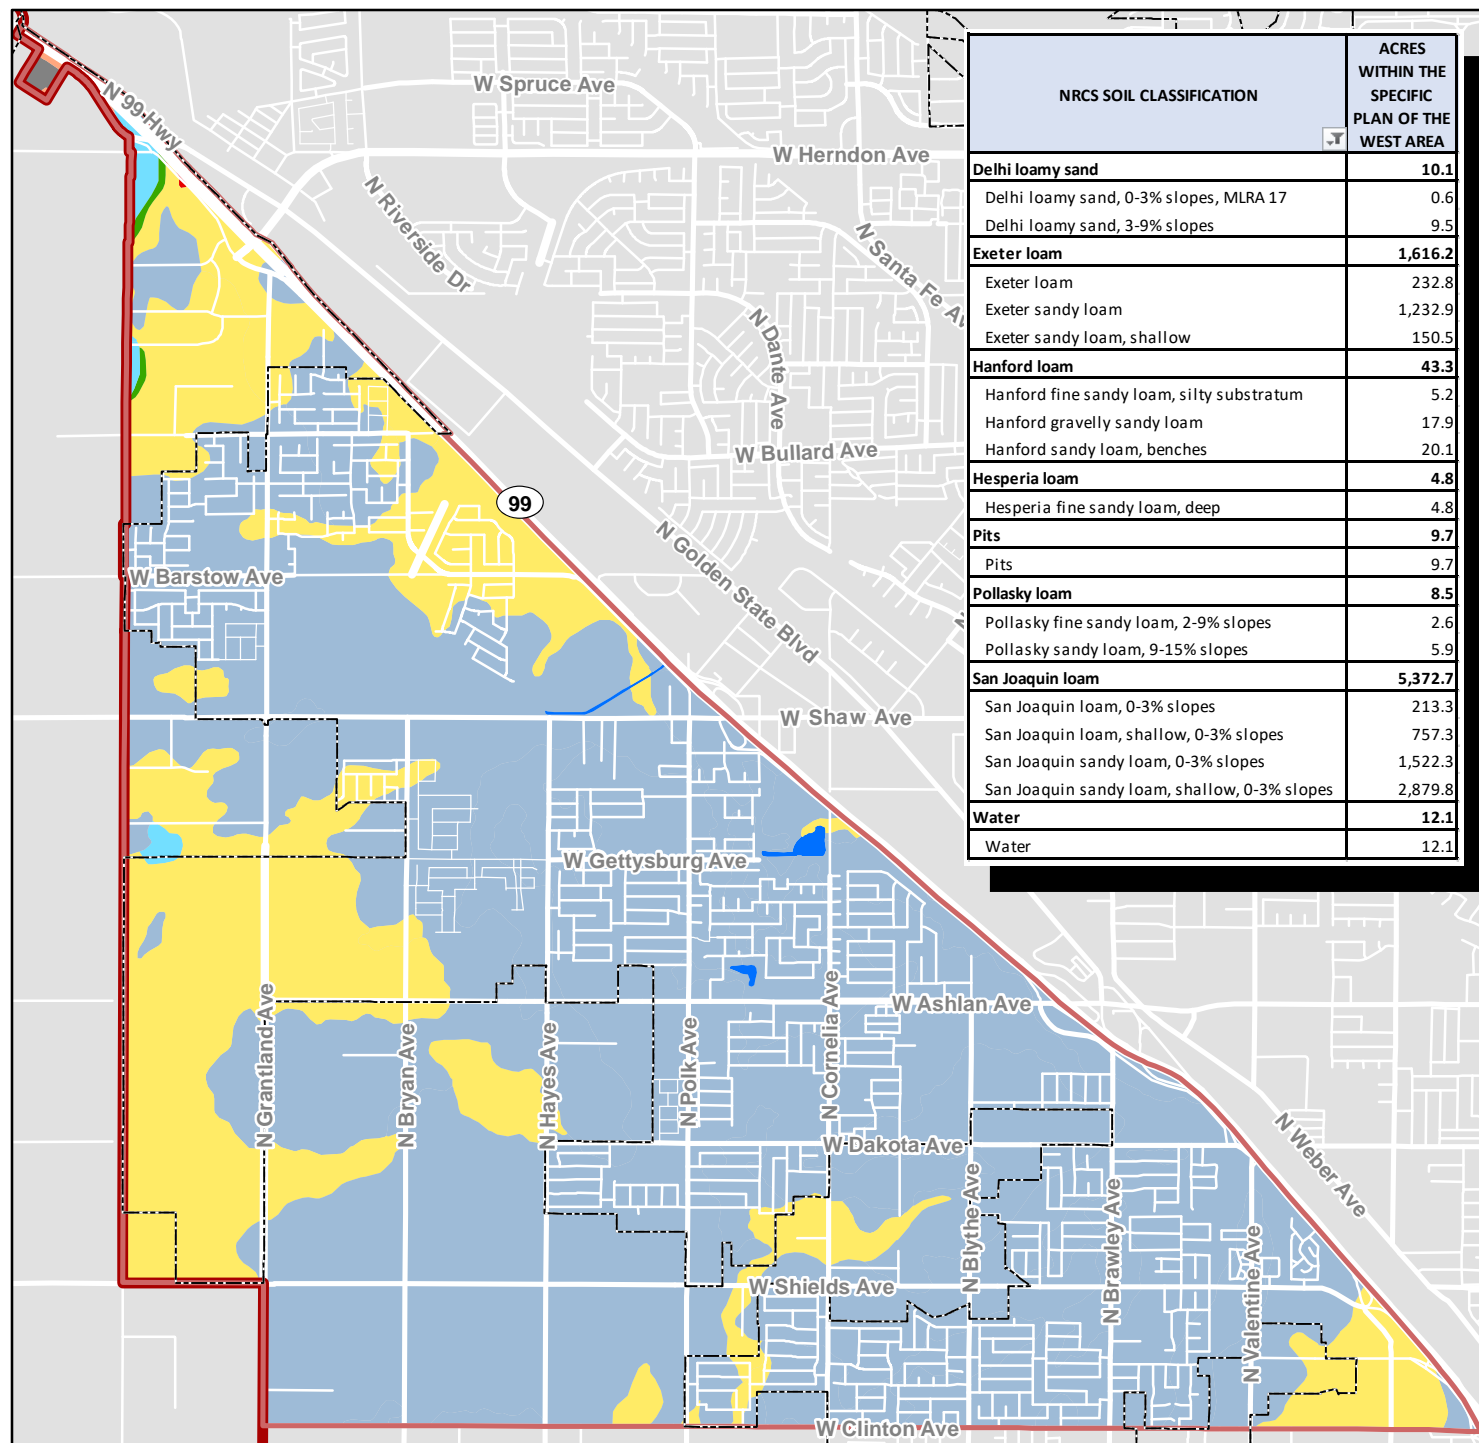 W Spruce Ave
N 99 Hwy
W Herndon Ave
N Riverside Dr
N Santa Fe Av
N Dante Ave
W Bullard Ave
99
N Golden State Blvd
W Barstow Ave
W Shaw Ave
W Gettysburg Ave
W Ashlan Ave
N Grantland Ave
N Bryan Ave
N Hayes Ave
N Polk Ave
N Cornelia Ave
W Dakota Ave
N Weber Ave
N Blythe Ave
N Brawley Ave
N Valentine Ave
W Shields Ave
W Clinton Ave
NRCS SOIL CLASSIFICATION
ACRES
WITHIN THE
SPECIFIC
PLAN OF THE
WEST AREA
Delhi loamy sand 10.1
Delhi loamy sand, 0-3% slopes, MLRA 17 0.6
Delhi loamy sand, 3-9% slopes 9.5
Exeter loam 1,616.2
Exeter loam 232.8
Exeter sandy loam 1,232.9
Exeter sandy loam, shallow 150.5
Hanford loam 43.3
Hanford fine sandy loam, silty substratum 5.2
Hanford gravelly sandy loam 17.9
Hanford sandy loam, benches 20.1
Hesperia loam 4.8
Hesperia fine sandy loam, deep 4.8
Pits 9.7
Pits 9.7
Pollasky loam 8.5
Pollasky fine sandy loam, 2-9% slopes 2.6
Pollasky sandy loam, 9-15% slopes 5.9
San Joaquin loam 5,372.7
San Joaquin loam, 0-3% slopes 213.3
San Joaquin loam, shallow, 0-3% slopes 757.3
San Joaquin sandy loam, 0-3% slopes 1,522.3
San Joaquin sandy loam, shallow, 0-3% slopes 2,879.8
Water 12.1
Water 12.1